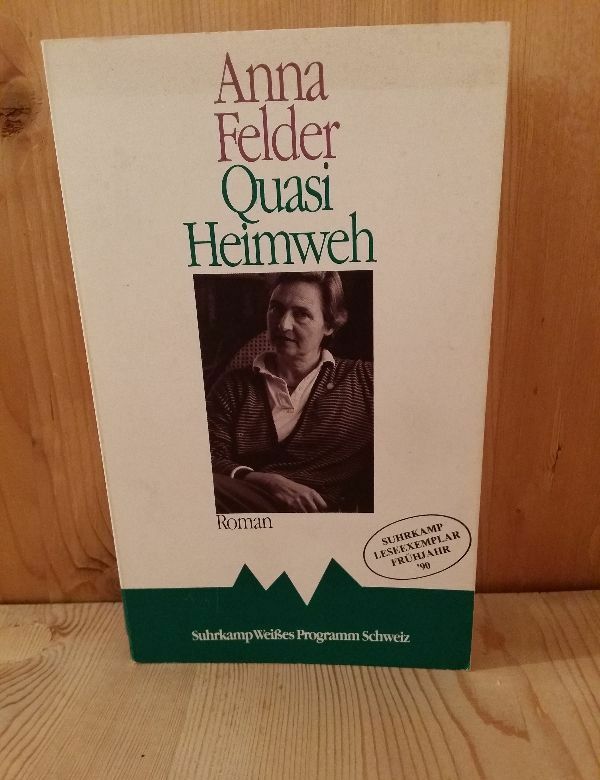 Anna
Felder
Quasi
Heimweh
Roman
SUHRKAMP
LESEEXEMPLAR
FRÜHJAHR
'90
Suhrkamp Weißes Programm Schweiz